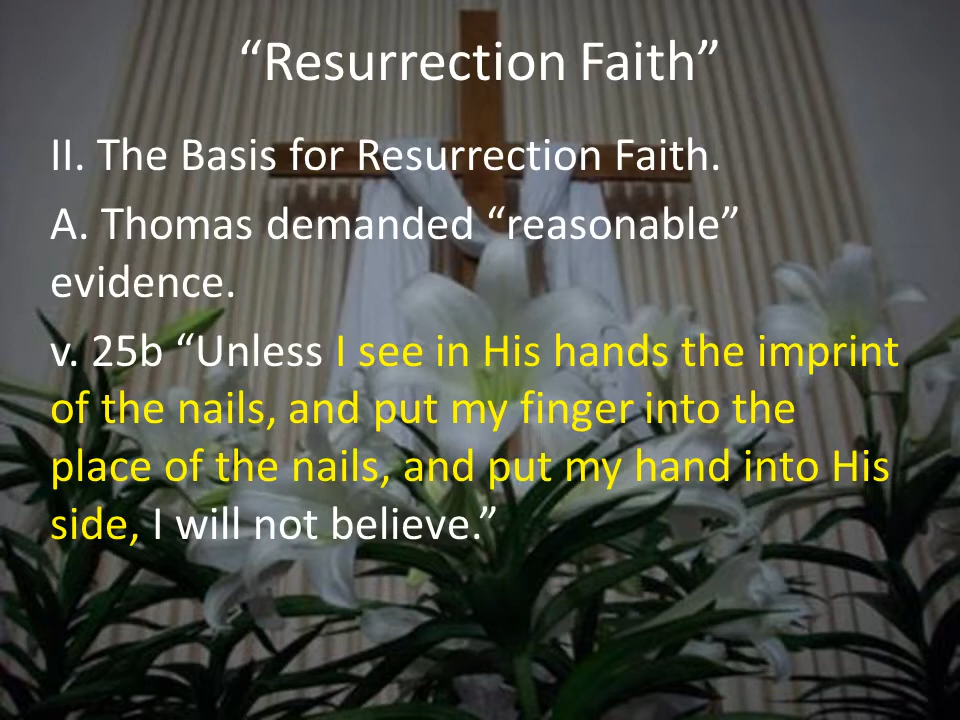 “Resurrection Faith”
II. The Basis for Resurrection Faith.
A. Thomas demanded “reasonable”
evidence.
v. 25b “Unless I see in His hands the imprint
of the nails, and put my finger into the
place of the nails, and put my hand into His
side, I will not believe.”